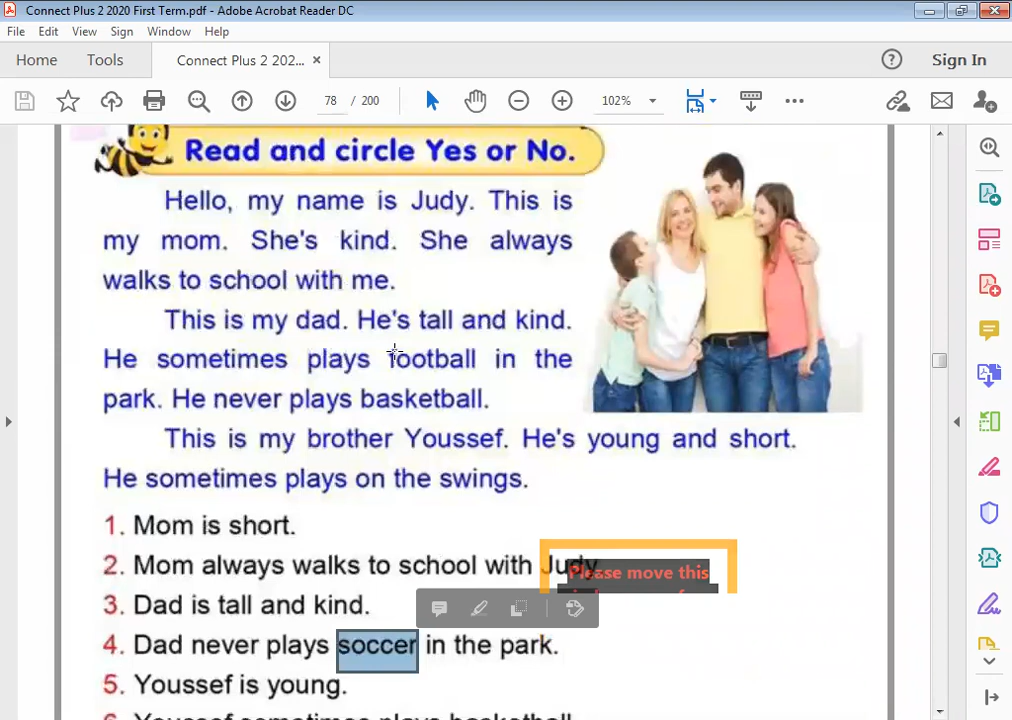 Connect Plus 2 2020 First Term.pdf - Adobe Acrobat Reader DC
File Edit View Sign Window Help
Home Tools Connect Plus 2 202... × Sign In
78 / 200 102%
Read and circle Yes or No.
Hello, my name is Judy. This is
my mom. She's kind. She always
walks to school with me.
This is my dad. He's tall and kind.
He sometimes plays football in the
park. He never plays basketball.
This is my brother Youssef. He's young and short.
He sometimes plays on the swings.
1. Mom is short.
2. Mom always walks to school with Judy
Please move this
3. Dad is tall and kind.
4. Dad never plays soccer in the park.
5. Youssef is young.
6. Youssef sometimes plays basketball